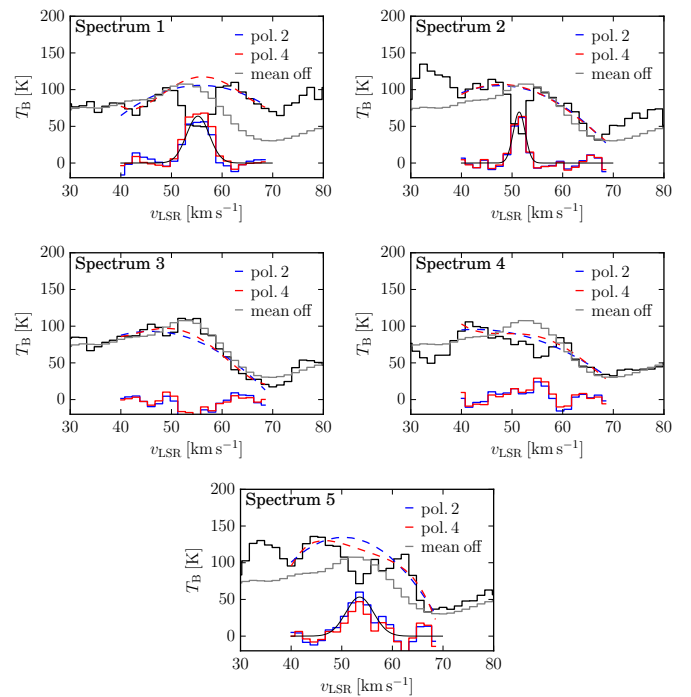 Spectrum 1
pol. 2
pol. 4
mean off
T_B [K]
200
150
100
50
0
30 40 50 60 70 80
v_LSR [km s⁻¹]
Spectrum 2
pol. 2
pol. 4
mean off
T_B [K]
200
150
100
50
0
30 40 50 60 70 80
v_LSR [km s⁻¹]
Spectrum 3
pol. 2
pol. 4
mean off
T_B [K]
200
150
100
50
0
30 40 50 60 70 80
v_LSR [km s⁻¹]
Spectrum 4
pol. 2
pol. 4
mean off
T_B [K]
200
150
100
50
0
30 40 50 60 70 80
v_LSR [km s⁻¹]
Spectrum 5
pol. 2
pol. 4
mean off
T_B [K]
200
150
100
50
0
30 40 50 60 70 80
v_LSR [km s⁻¹]